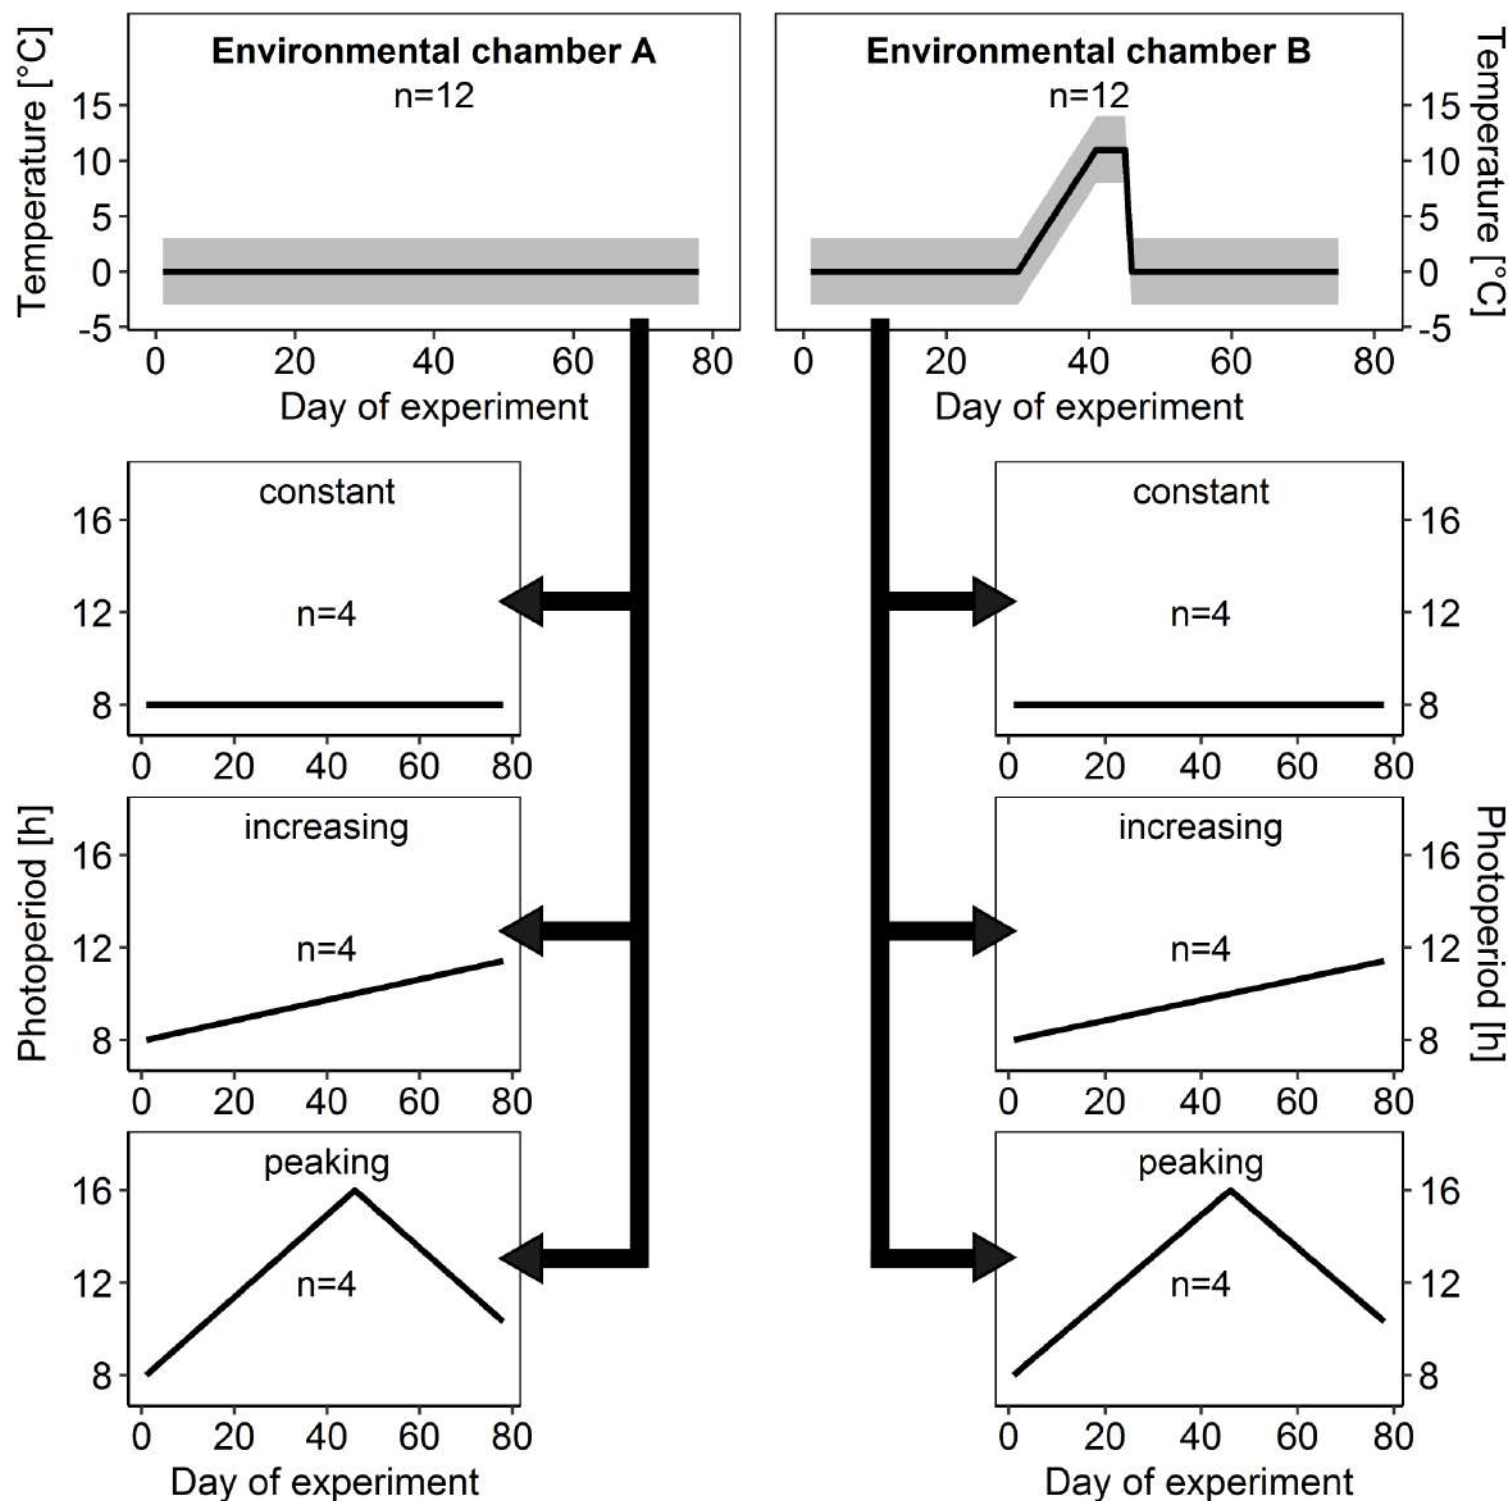 Environmental chamber A
n=12
Temperature [°C]
15
10
5
0
-5
0 20 40 60 80
Day of experiment
Environmental chamber B
n=12
Temperature [°C]
15
10
5
0
-5
0 20 40 60 80
Day of experiment
constant
16
12
8
n=4
0 20 40 60 80
constant
16
12
8
n=4
0 20 40 60 80
Photoperiod [h]
increasing
16
12
8
n=4
0 20 40 60 80
increasing
16
12
8
n=4
0 20 40 60 80
Photoperiod [h]
peaking
16
12
8
n=4
0 20 40 60 80
Day of experiment
peaking
16
12
8
n=4
0 20 40 60 80
Day of experiment